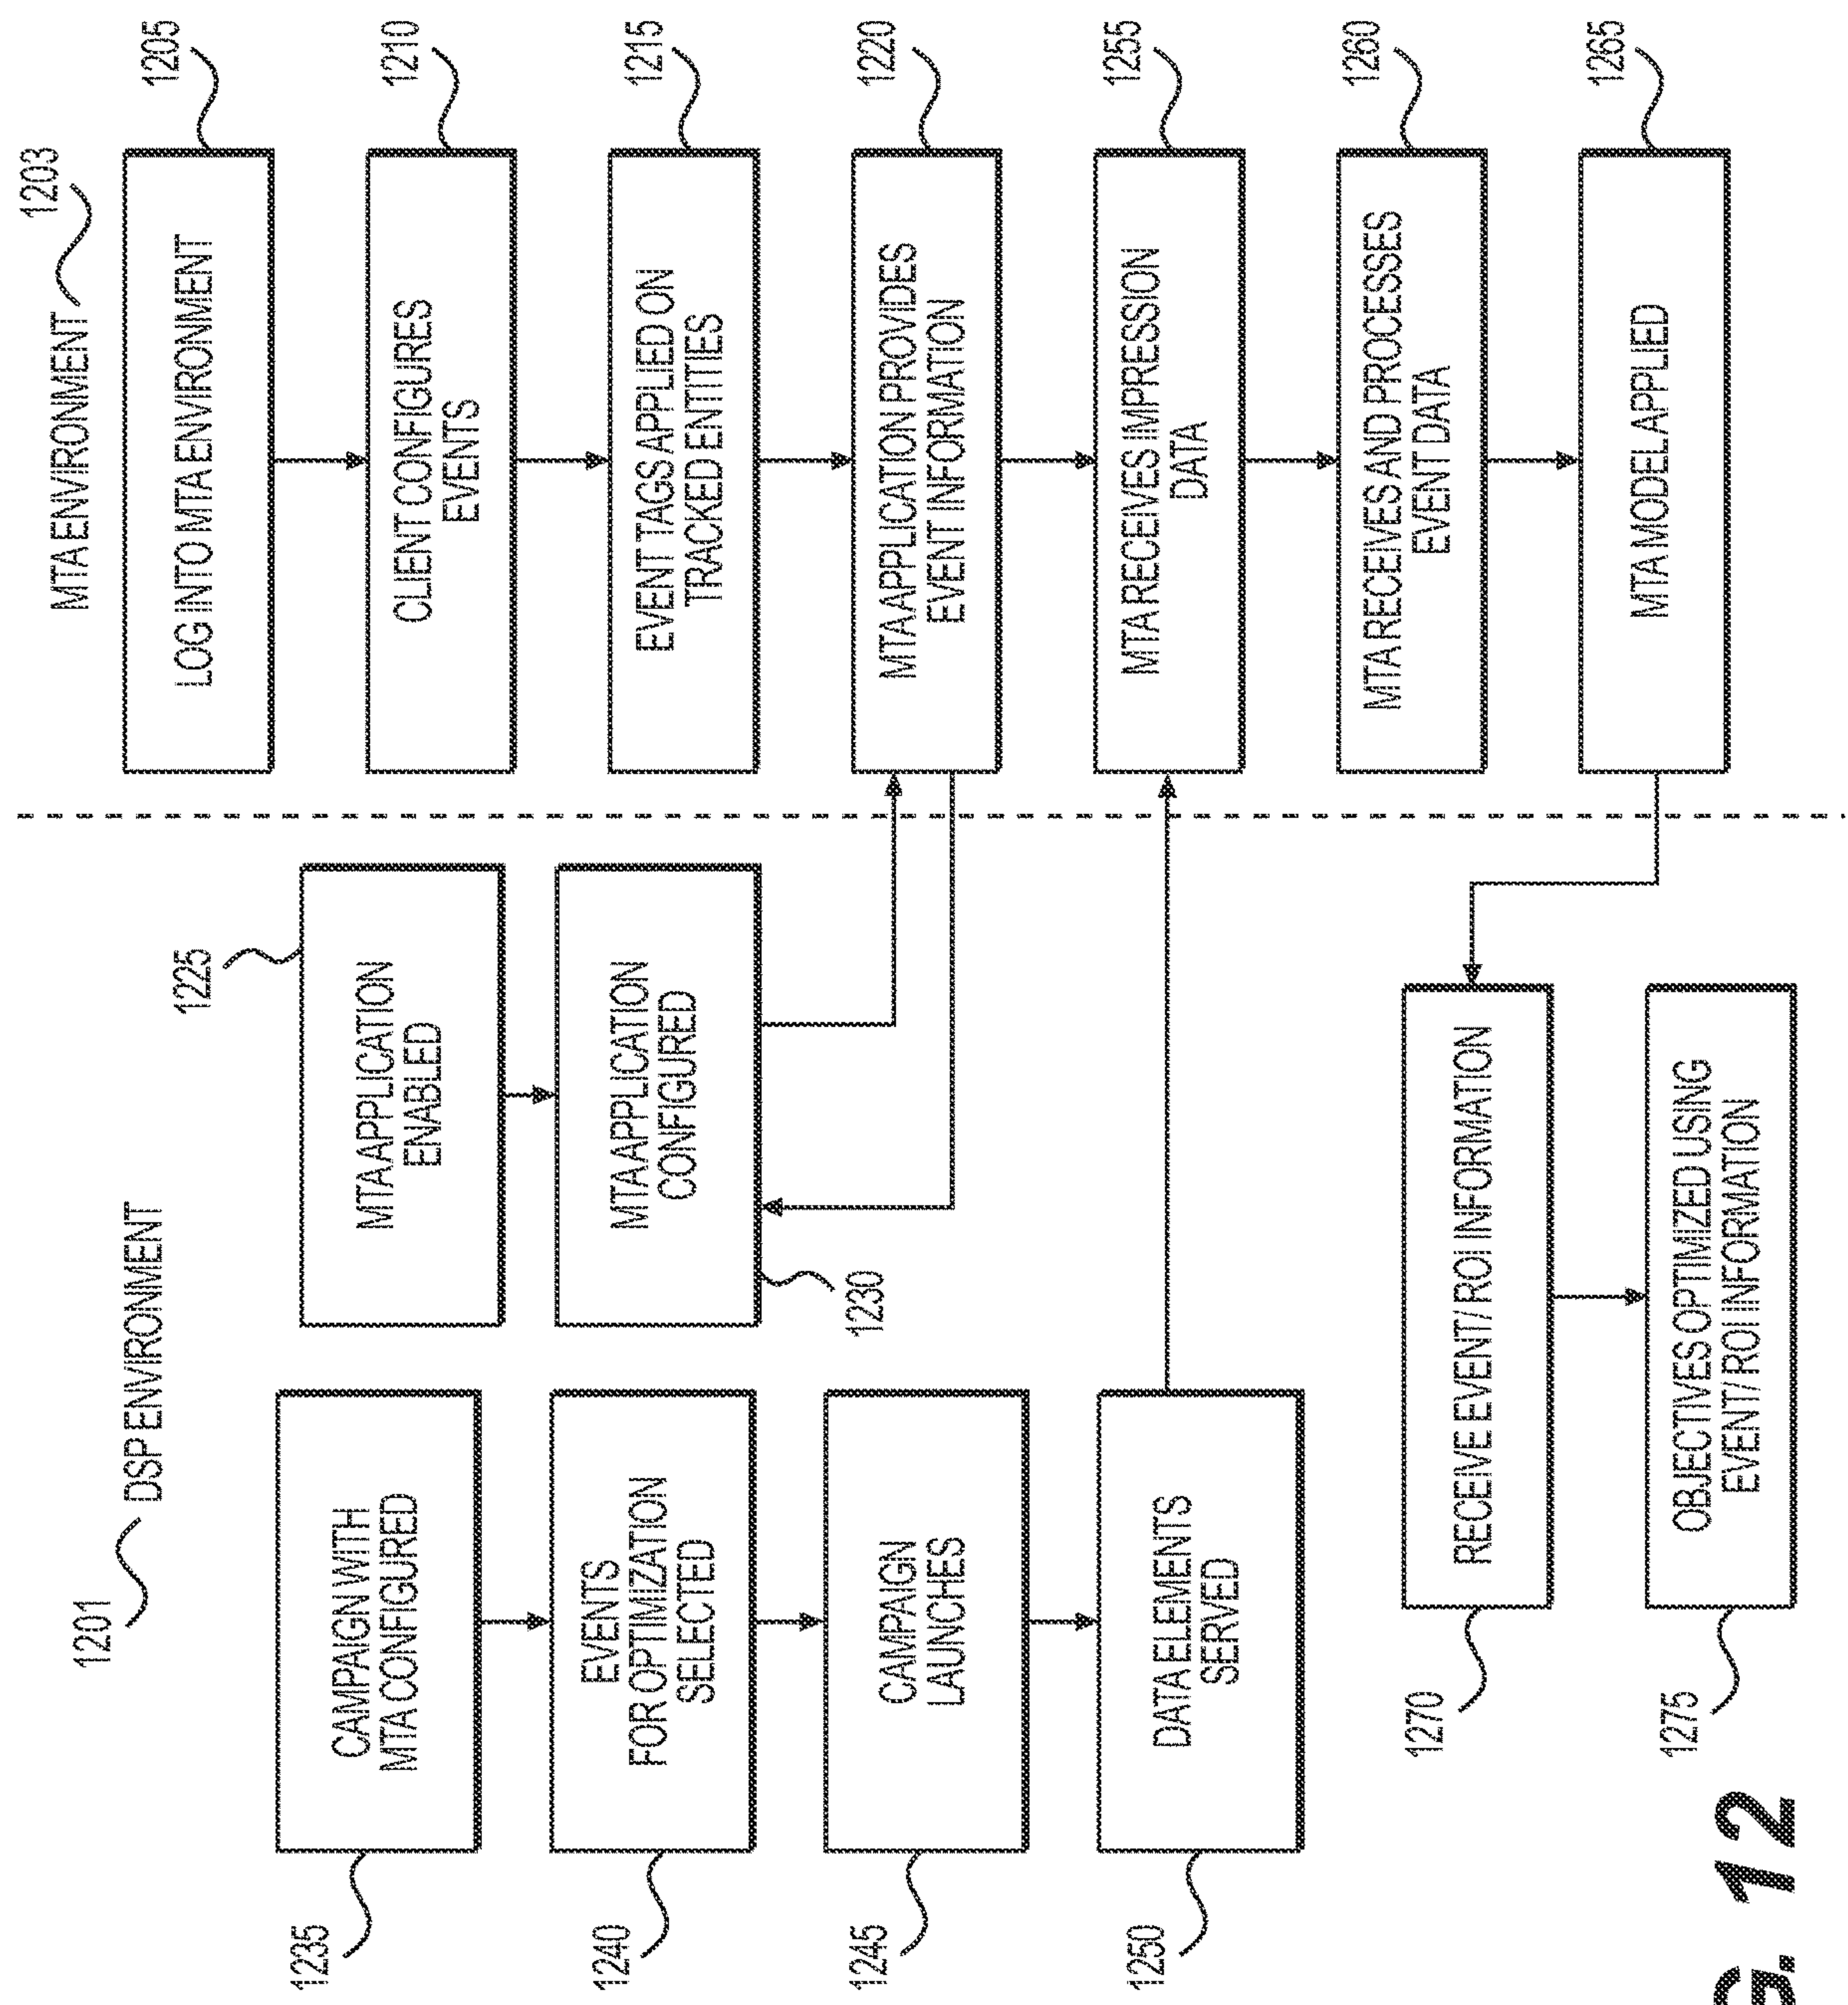 1201
DSP ENVIRONMENT
MTA ENVIRONMENT
1203
1235
CAMPAIGN WITH
MTA CONFIGURED
1240
EVENTS
FOR OPTIMIZATION
SELECTED
1245
CAMPAIGN
LAUNCHES
1250
DATA ELEMENTS
SERVED
1225
MTA APPLICATION
ENABLED
MTA APPLICATION
CONFIGURED
1230
LOG INTO MTA ENVIRONMENT
1205
CLIENT CONFIGURES
EVENTS
1210
EVENT TAGS APPLIED ON
TRACKED ENTITIES
1215
MTA APPLICATION PROVIDES
EVENT INFORMATION
1220
MTA RECEIVES IMPRESSION
DATA
1255
MTA RECEIVES AND PROCESSES
EVENT DATA
1260
MTA MODEL APPLIED
1265
1270
RECEIVE EVENT/ ROI INFORMATION
1275
OBJECTIVES OPTIMIZED USING
EVENT/ ROI INFORMATION
G. 12